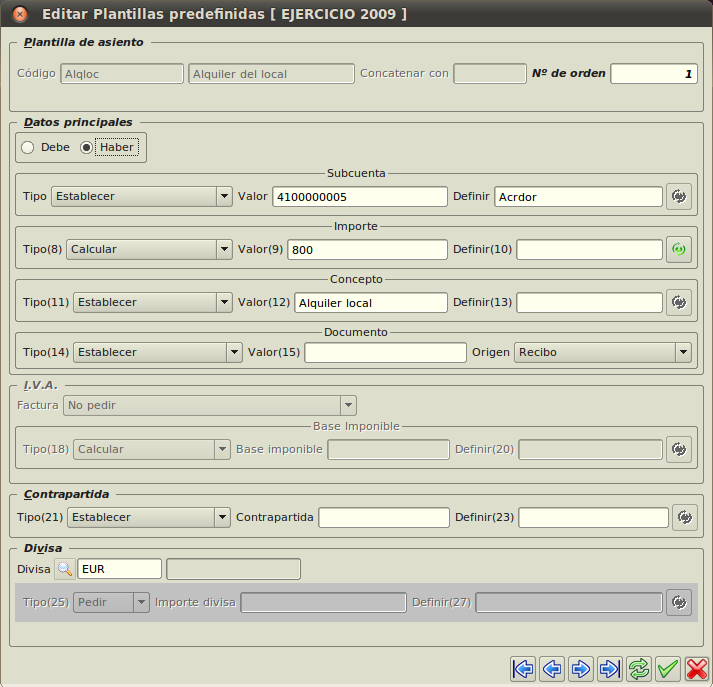 Editar Plantillas predefinidas [ EJERCICIO 2009 ]
Plantilla de asiento
Código Alqloc Alquiler del local Concatenar con Nº de orden 1
Datos principales
Debe Haber
Subcuenta
Tipo Establecer Valor 4100000005 Definir Acrdor
Importe
Tipo(8) Calcular Valor(9) 800 Definir(10)
Concepto
Tipo(11) Establecer Valor(12) Alquiler local Definir(13)
Documento
Tipo(14) Establecer Valor(15) Origen Recibo
I.V.A.
Factura No pedir
Base Imponible
Tipo(18) Calcular Base imponible Definir(20)
Contrapartida
Tipo(21) Establecer Contrapartida Definir(23)
Divisa
Divisa EUR
Tipo(25) Pedir Importe divisa Definir(27)